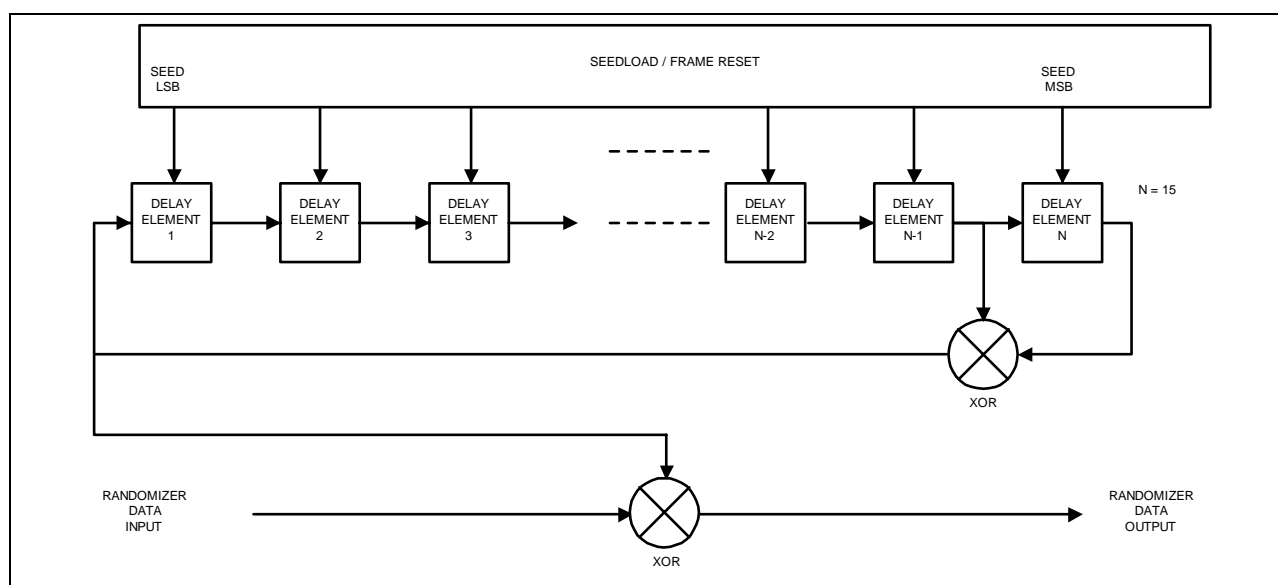 SEEDLOAD / FRAME RESET
SEED
LSB
SEED
MSB
DELAY
ELEMENT
1
DELAY
ELEMENT
2
DELAY
ELEMENT
3
DELAY
ELEMENT
N-2
DELAY
ELEMENT
N-1
DELAY
ELEMENT
N
N = 15
XOR
RANDOMIZER
DATA
INPUT
XOR
RANDOMIZER
DATA
OUTPUT